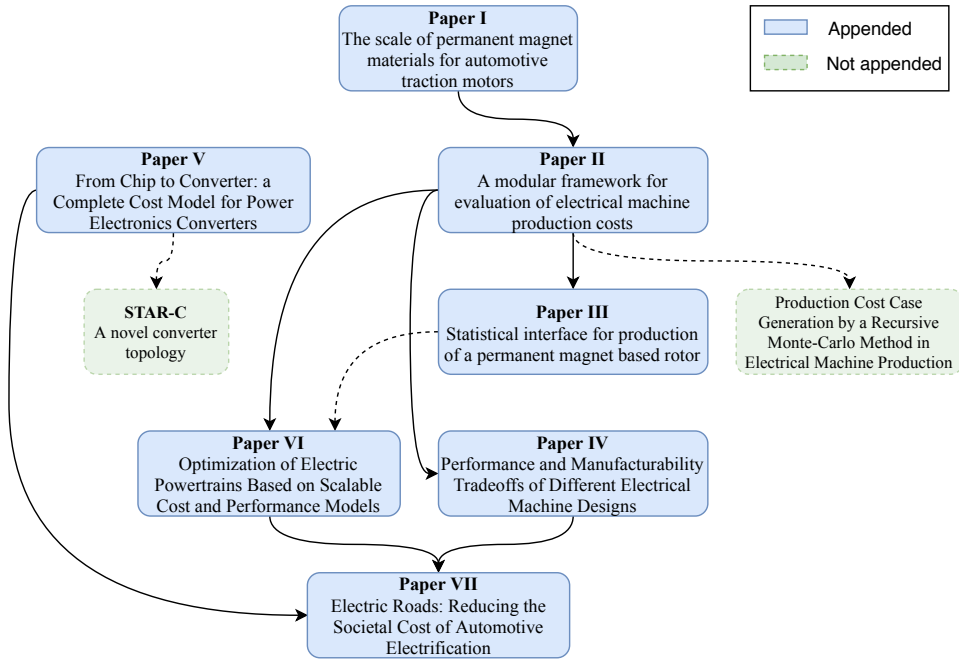 Paper I
The scale of permanent magnet
materials for automotive
traction motors
Appended
Not appended
Paper V
From Chip to Converter: a
Complete Cost Model for Power
Electronics Converters
Paper II
A modular framework for
evaluation of electrical machine
production costs
STAR-C
A novel converter
topology
Paper III
Statistical interface for production
of a permanent magnet based rotor
Production Cost Case
Generation by a Recursive
Monte-Carlo Method in
Electrical Machine Production
Paper VI
Optimization of Electric
Powertrains Based on Scalable
Cost and Performance Models
Paper IV
Performance and Manufacturability
Tradeoffs of Different Electrical
Machine Designs
Paper VII
Electric Roads: Reducing the
Societal Cost of Automotive
Electrification